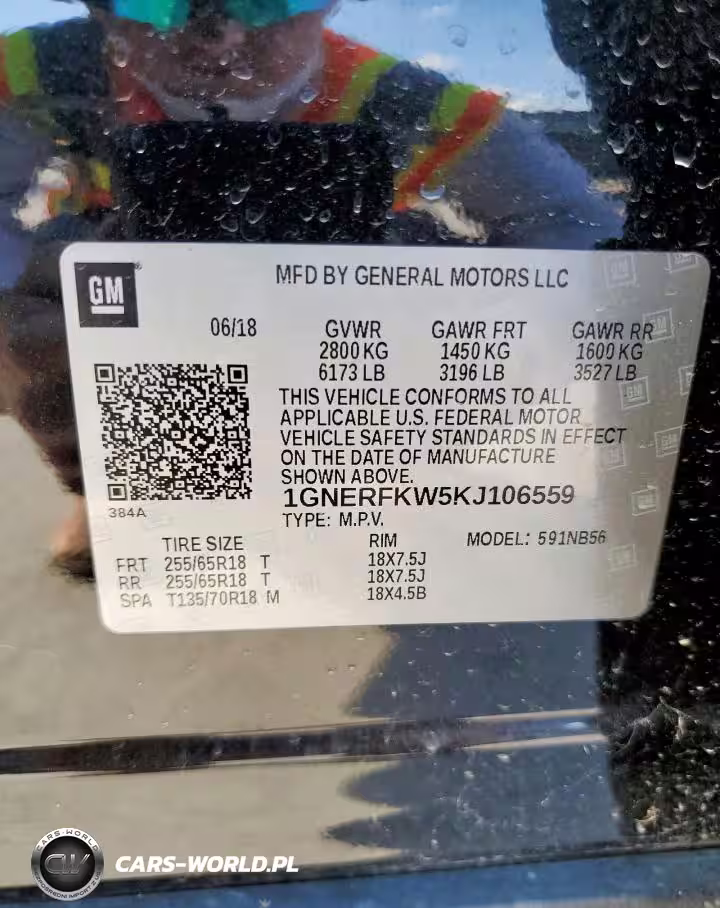 GM
MFD BY GENERAL MOTORS LLC
06/18 GVWR GAWR FRT GAWR RR
2800 KG 1450 KG 1600 KG
6173 LB 3196 LB 3527 LB
THIS VEHICLE CONFORMS TO ALL
APPLICABLE U.S. FEDERAL MOTOR
VEHICLE SAFETY STANDARDS IN EFFECT
ON THE DATE OF MANUFACTURE
SHOWN ABOVE.
384A
1GNERFKW5KJ106559
TYPE: M.P.V.
TIRE SIZE RIM MODEL: 591NB56
FRT 255/65R18 T 18X7.5J
RR 255/65R18 T 18X7.5J
SPA T135/70R18 M 18X4.5B
CARS-WORLD
CW
CARS-WORLD.PL